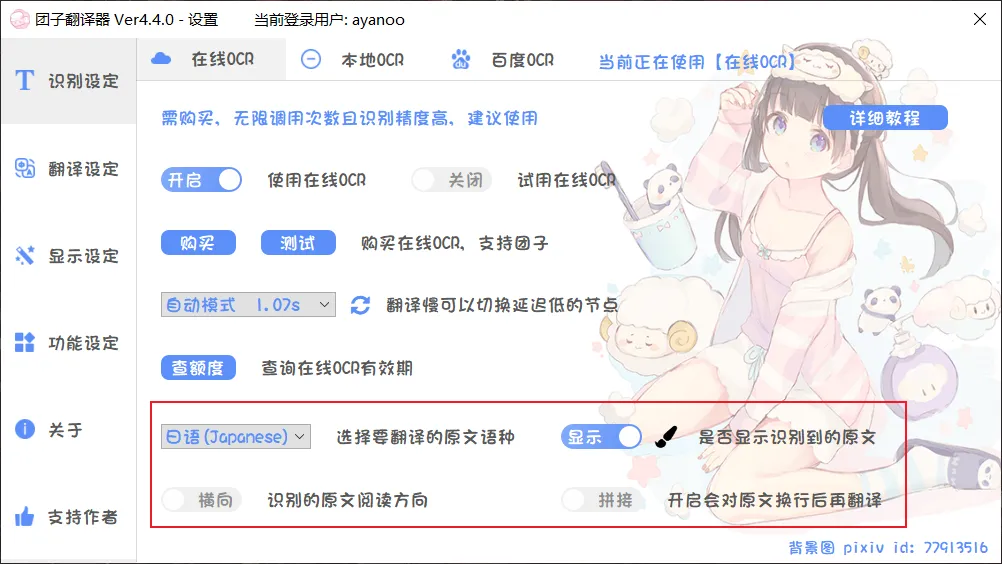 团子翻译器 Ver4.4.0 - 设置 当前登录用户: ayanoo
T 识别设定
翻译设定
显示设定
功能设定
关于
支持作者
在线OCR 本地OCR 百度OCR 当前正在使用【在线OCR】
需购买, 无限调用次数且识别精度高, 建议使用 详细教程
开启 使用在线OCR 关闭 试用在线OCR
购买 测试 购买在线OCR, 支持团子
自动模式 1.07s 翻译慢可以切换延迟低的节点
查额度 查询在线OCR有效期
日语(Japanese) 选择要翻译的原文语种 显示 是否显示识别到的原文
横向 识别的原文阅读方向 拼接 开启会对原文换行后再翻译
背景图 pixiv id: 77913516